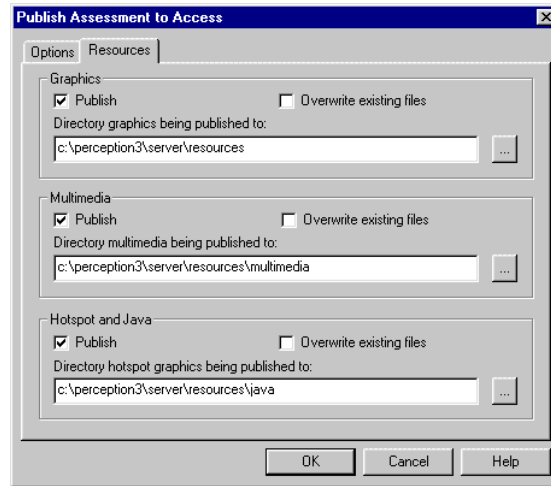 Publish Assessment to Access
Options Resources
Graphics
Publish Overwrite existing files
Directory graphics being published to:
c:\perception3\server\resources
...
Multimedia
Publish Overwrite existing files
Directory multimedia being published to:
c:\perception3\server\resources\multimedia
...
Hotspot and Java
Publish Overwrite existing files
Directory hotspot graphics being published to:
c:\perception3\server\resources\java
...
OK Cancel Help